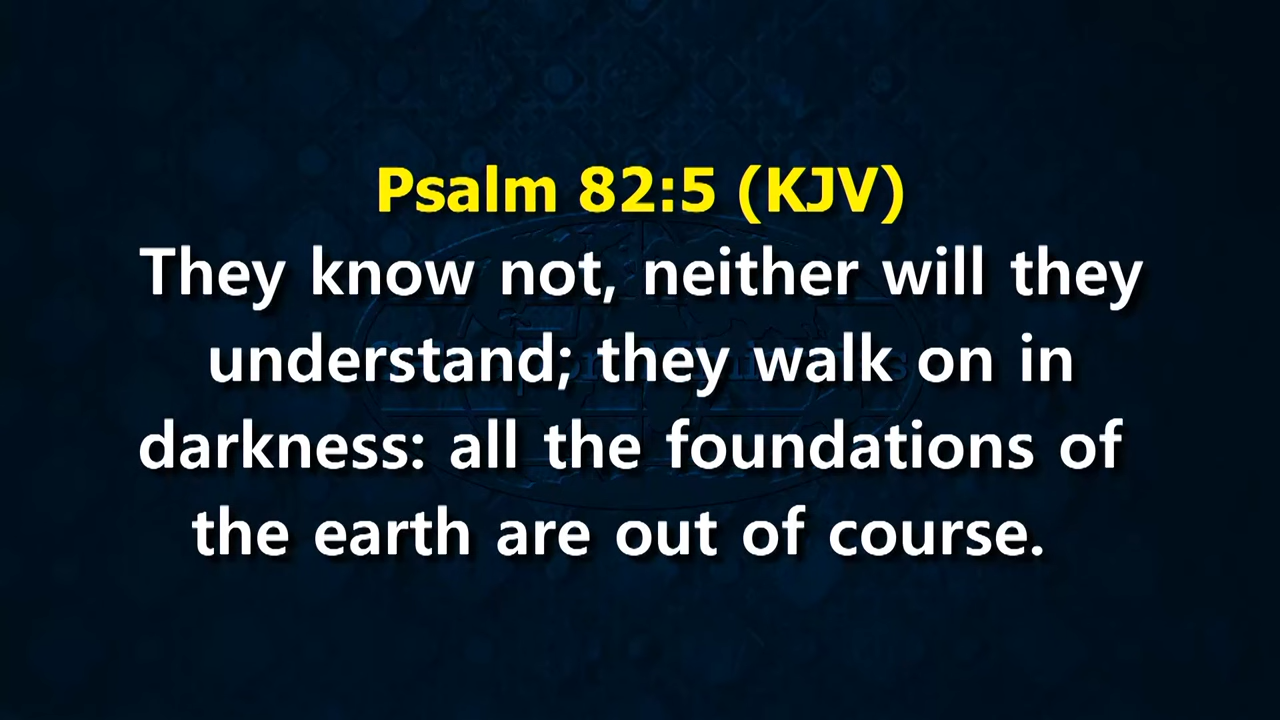 Psalm 82:5 (KJV)
They know not, neither will they
understand; they walk on in
darkness: all the foundations of
the earth are out of course.